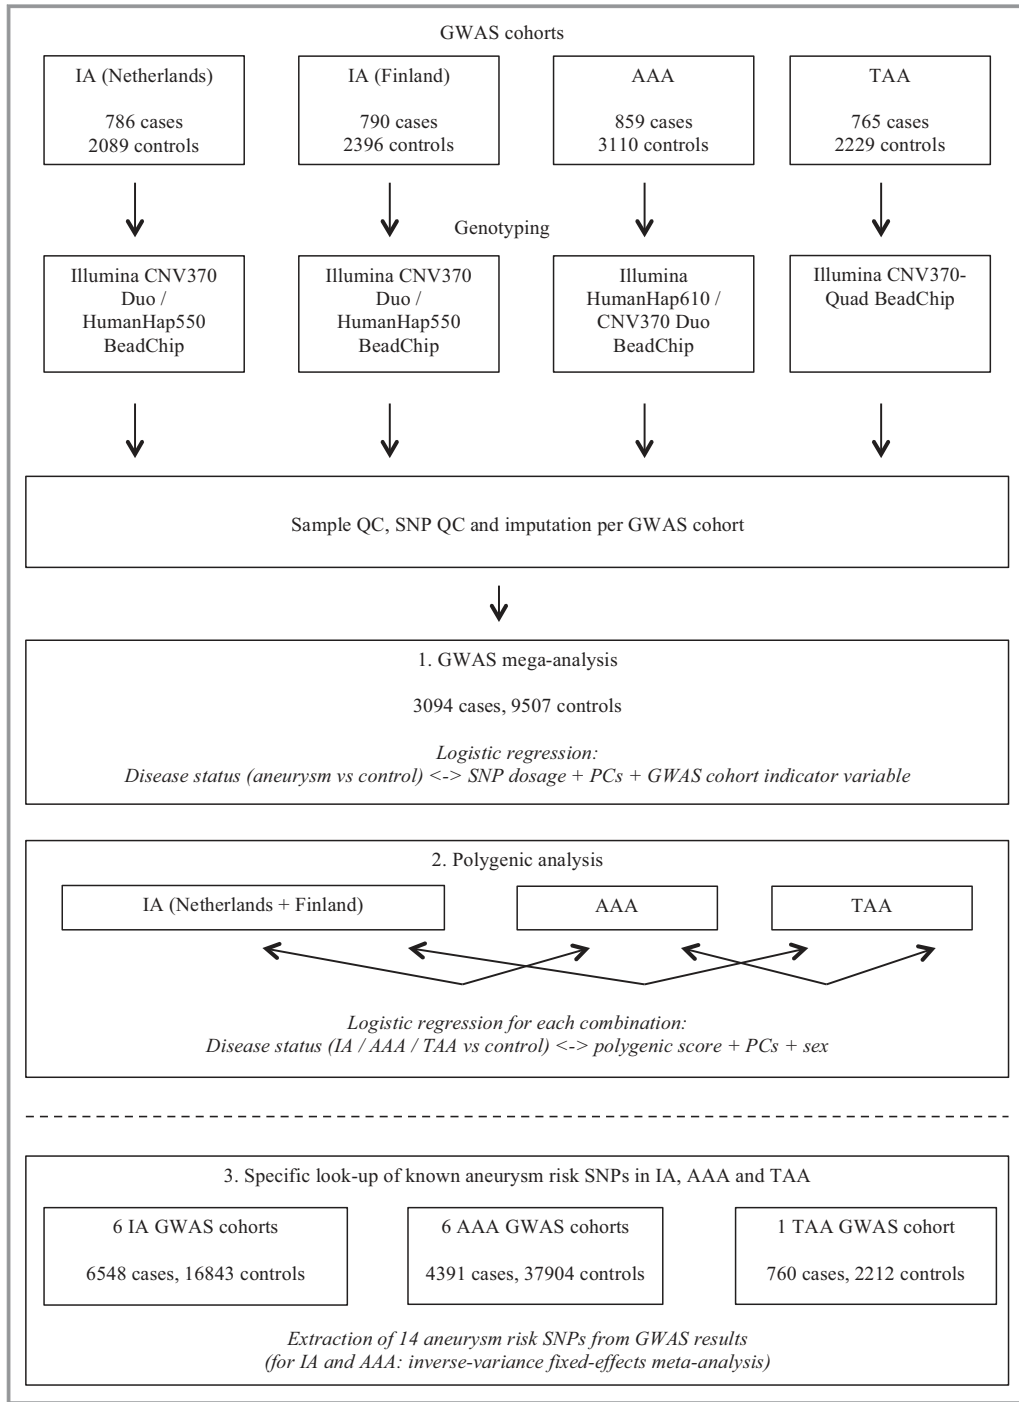 GWAS cohorts
IA (Netherlands)
786 cases
2089 controls
IA (Finland)
790 cases
2396 controls
AAA
859 cases
3110 controls
TAA
765 cases
2229 controls
Genotyping
Illumina CNV370
Duo /
HumanHap550
BeadChip
Illumina CNV370
Duo /
HumanHap550
BeadChip
Illumina
HumanHap610 /
CNV370 Duo
BeadChip
Illumina CNV370-
Quad BeadChip
Sample QC, SNP QC and imputation per GWAS cohort
1. GWAS mega-analysis
3094 cases, 9507 controls
Logistic regression:
Disease status (aneurysm vs control) <-> SNP dosage + PCs + GWAS cohort indicator variable
2. Polygenic analysis
IA (Netherlands + Finland)
AAA
TAA
Logistic regression for each combination:
Disease status (IA / AAA / TAA vs control) <-> polygenic score + PCs + sex
3. Specific look-up of known aneurysm risk SNPs in IA, AAA and TAA
6 IA GWAS cohorts
6548 cases, 16843 controls
6 AAA GWAS cohorts
4391 cases, 37904 controls
1 TAA GWAS cohort
760 cases, 2212 controls
Extraction of 14 aneurysm risk SNPs from GWAS results
(for IA and AAA: inverse-variance fixed-effects meta-analysis)